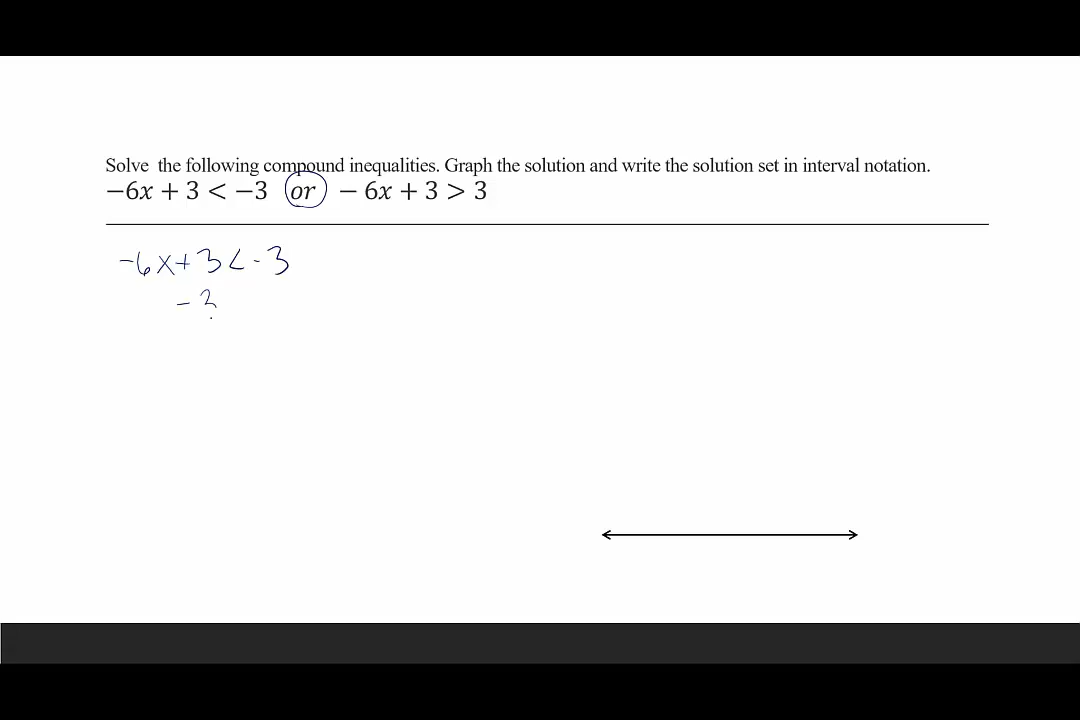 Solve the following compound inequalities. Graph the solution and write the solution set in interval notation.
−6x + 3 < −3 or − 6x + 3 > 3
-6x+3<-3
-3